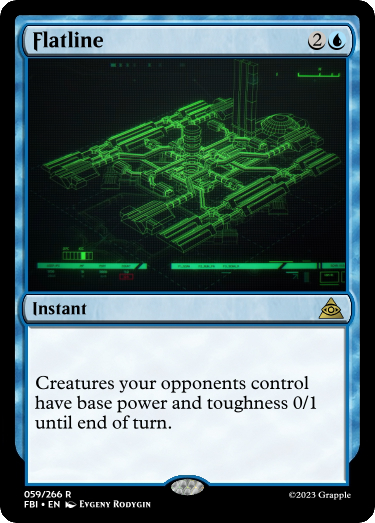 Flatline 2
Instant
Creatures your opponents control
have base power and toughness 0/1
until end of turn.
059/266 R
FBI • EN Evgeny Rodygin
©2023 Grapple